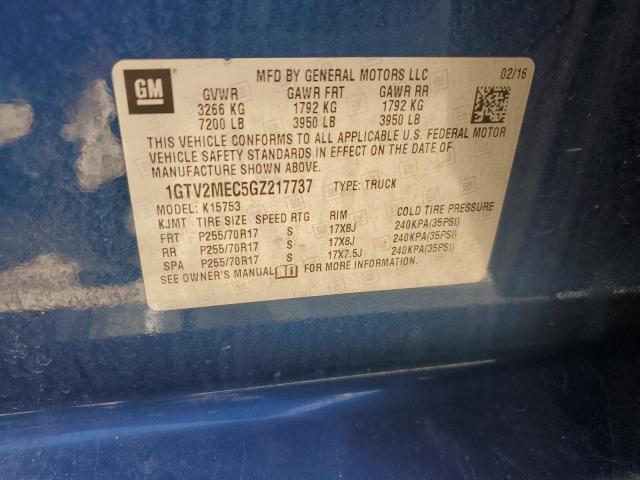 GM
MFD BY GENERAL MOTORS LLC 02/16
GVWR GAWR FRT GAWR RR
3266 KG 1792 KG 1792 KG
7200 LB 3950 LB 3950 LB
THIS VEHICLE CONFORMS TO ALL APPLICABLE U.S. FEDERAL MOTOR
VEHICLE SAFETY STANDARDS IN EFFECT ON THE DATE OF
MANUFACTURE SHOWN ABOVE.
1GTV2MEC5GZ217737 TYPE: TRUCK
MODEL: K15753
KJMT TIRE SIZE SPEED RTG RIM COLD TIRE PRESSURE
FRT P255/70R17 S 17X8J 240KPA(35PSI)
RR P255/70R17 S 17X8J 240KPA(35PSI)
SPA P255/70R17 S 17X7.5J 240KPA(35PSI)
SEE OWNER'S MANUAL FOR MORE INFORMATION.